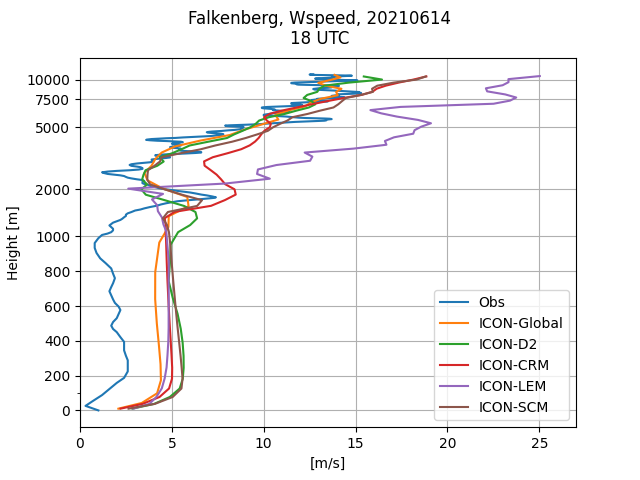 Falkenberg, Wspeed, 20210614
18 UTC
Height [m]
10000
7500
5000
2000
1000
800
600
400
200
0
0 5 10 15 20 25
[m/s]
Obs
ICON-Global
ICON-D2
ICON-CRM
ICON-LEM
ICON-SCM